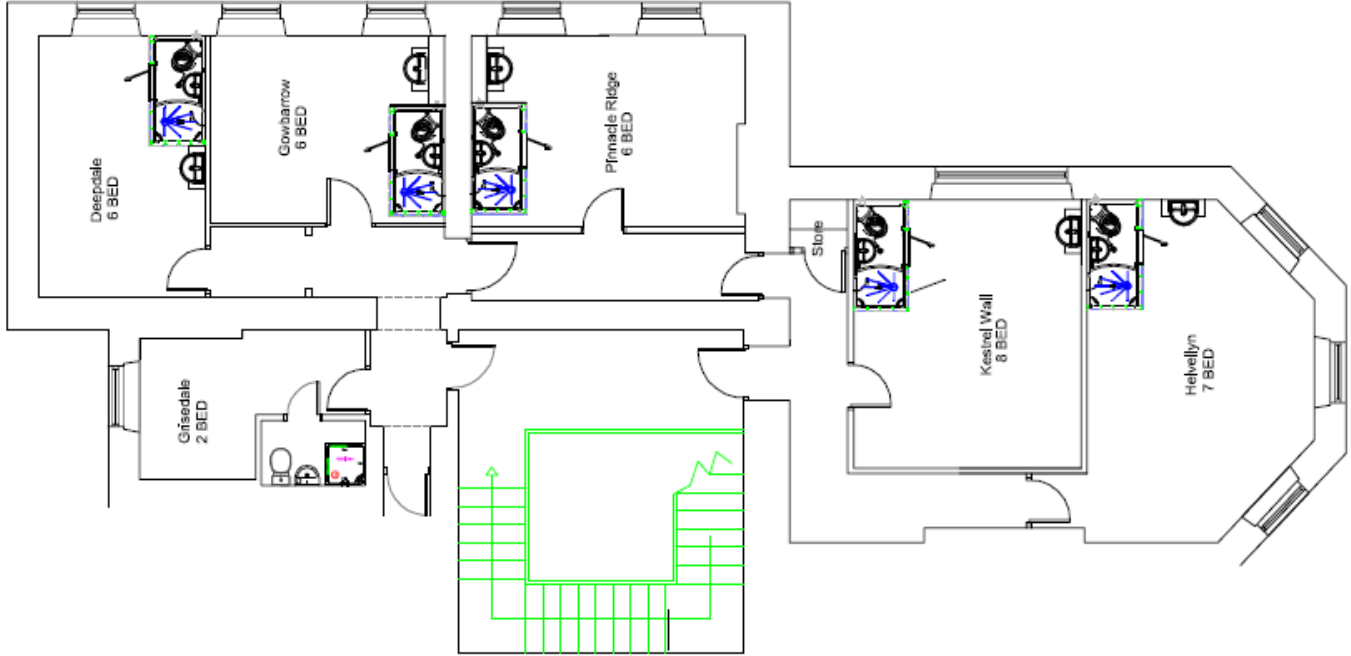 Deepdale
6 BED
Gowbarrow
6 BED
Pinnacle Ridge
6 BED
Store
Kestrel Wall
8 BED
Helvellyn
7 BED
Grisedale
2 BED